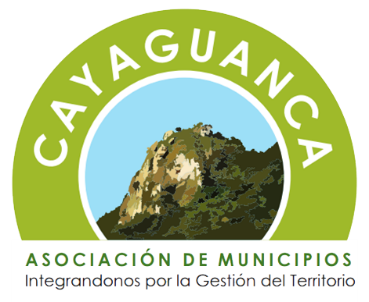 CAYAGUANCA
ASOCIACIÓN DE MUNICIPIOS
Integrandonos por la Gestión del Territorio